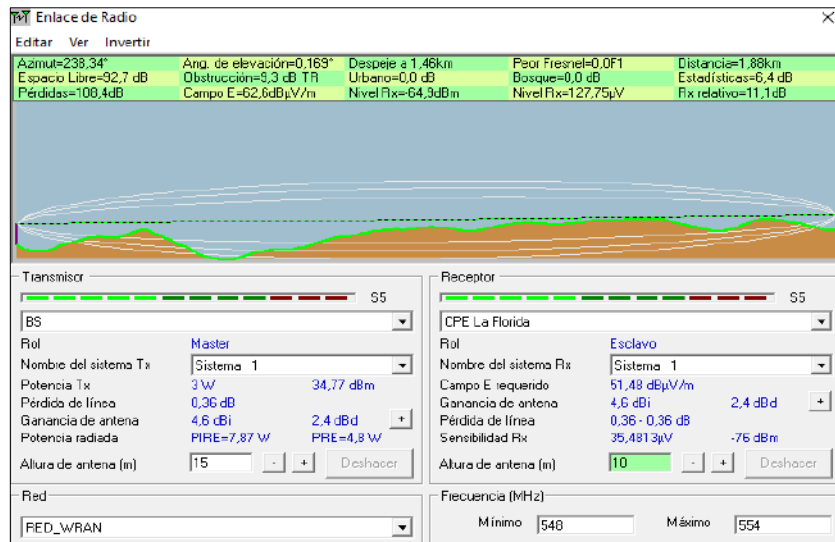 Enlace de Radio
Editar Ver Invertir
Azimut=238,34° Ang. de elevación=0,169° Despeje a 1,46km Peor Fresnel=0,0F1 Distancia=1,88km
Espacio Libre=92,7 dB Obstrucción=9,3 dB TR Urbano=0,0 dB Bosque=0,0 dB Estadísticas=6,4 dB
Pérdidas=108,4dB Campo E=62,6dBµV/m Nivel Rx=-64,9dBm Nivel Rx=127,75µV Rx relativo=11,1dB
Transmisor
S5
BS
Rol Master
Nombre del sistema Tx Sistema 1
Potencia Tx 3 W 34,77 dBm
Pérdida de línea 0,36 dB
Ganancia de antena 4,6 dBi 2,4 dBd +
Potencia radiada PIRE=7,87 W PRE=4,8 W
Altura de antena (m) 15 - + Deshacer
Receptor
S5
CPE La Florida
Rol Esclavo
Nombre del sistema Rx Sistema 1
Campo E requerido 51,48 dBµV/m
Ganancia de antena 4,6 dBi 2,4 dBd +
Pérdida de línea 0,36 - 0,36 dB
Sensibilidad Rx 35,4813µV -76 dBm
Altura de antena (m) 10 - + Deshacer
Red
RED_WRAN
Frecuencia (MHz)
Mínimo 548 Máximo 554